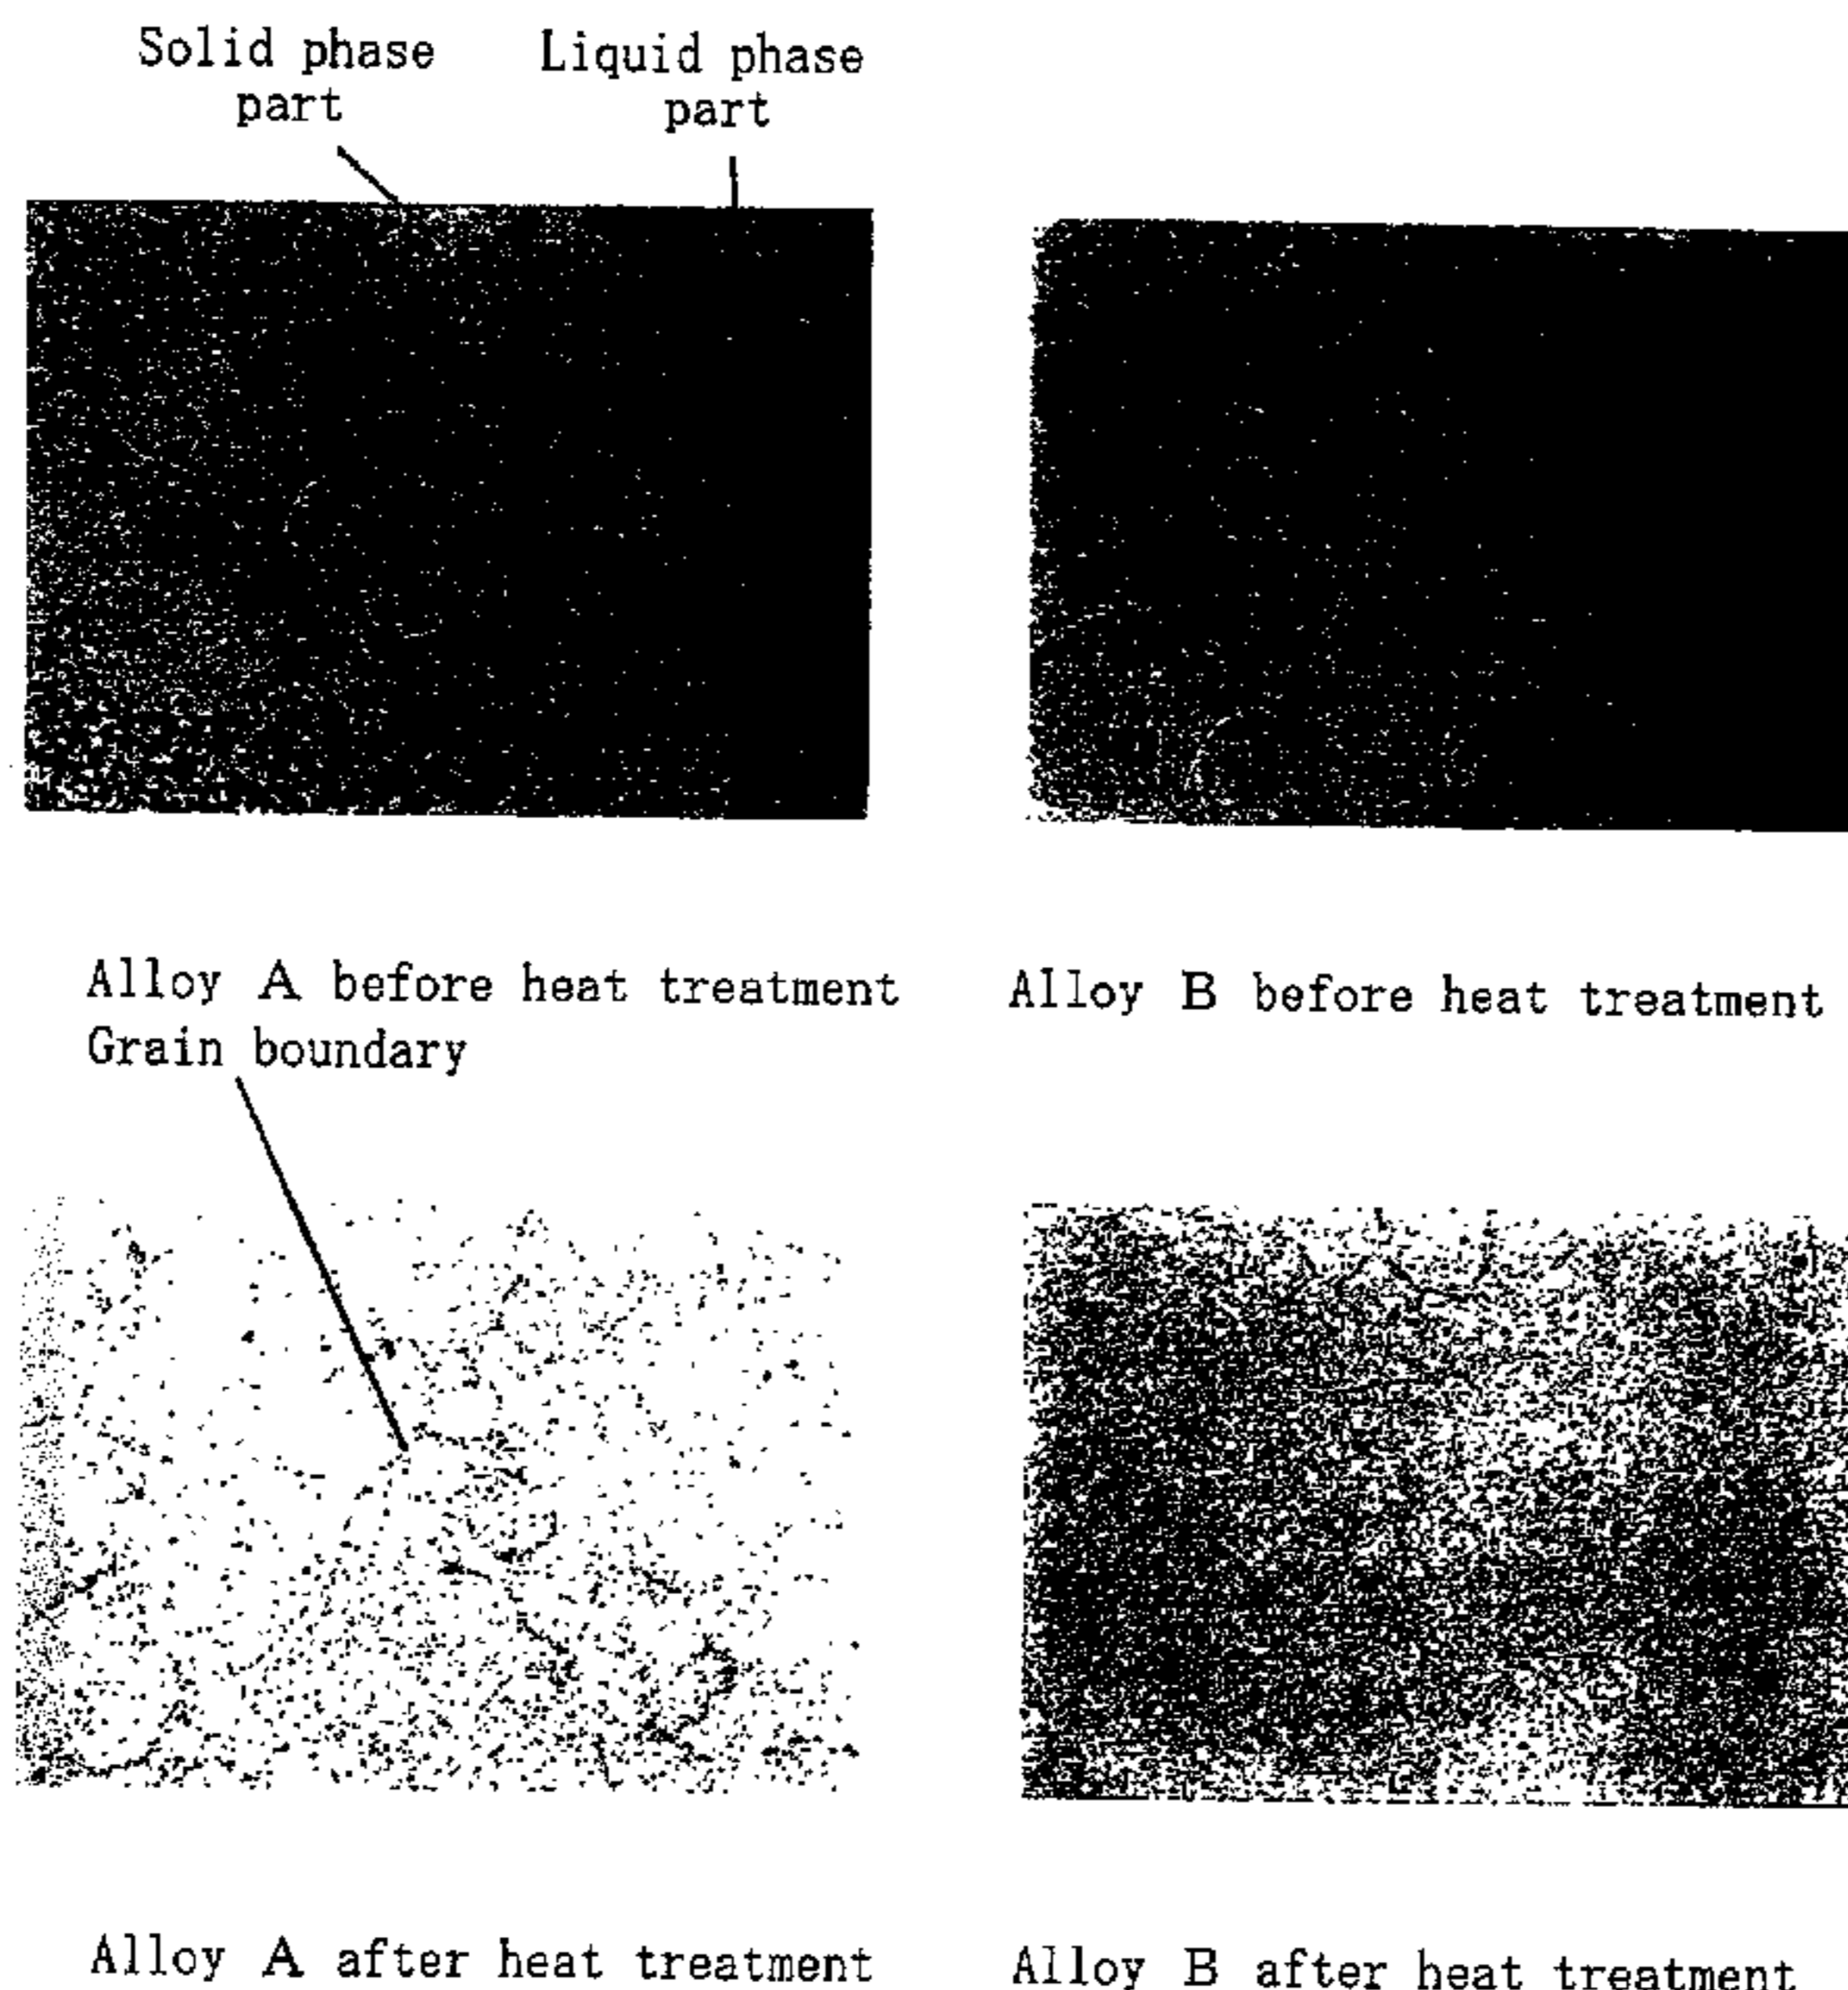 Solid phase
part
Liquid phase
part
Alloy A before heat treatment
Alloy B before heat treatment
Grain boundary
Alloy A after heat treatment
Alloy B after heat treatment